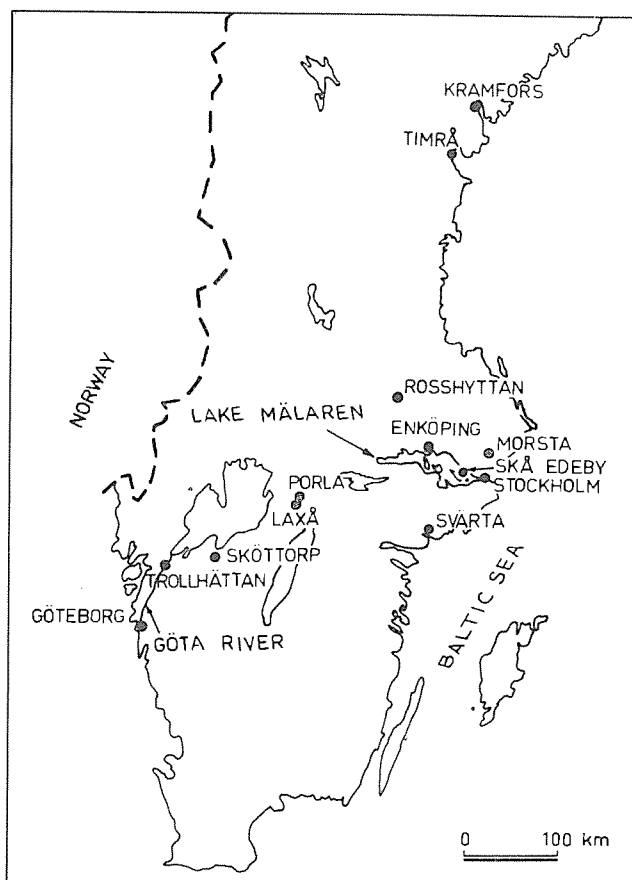 KRAMFORS
TIMRÅ
NORWAY
ROSSHYTTAN
LAKE MÄLAREN
ENKÖPING
MORSTA
SKÅ EDEBY
STOCKHOLM
PORLA
LAXÅ
SVÄRTA
SKÖTTORP
TROLLHÄTTAN
GÖTEBORG
GÖTA RIVER
BALTIC SEA
0 100 km